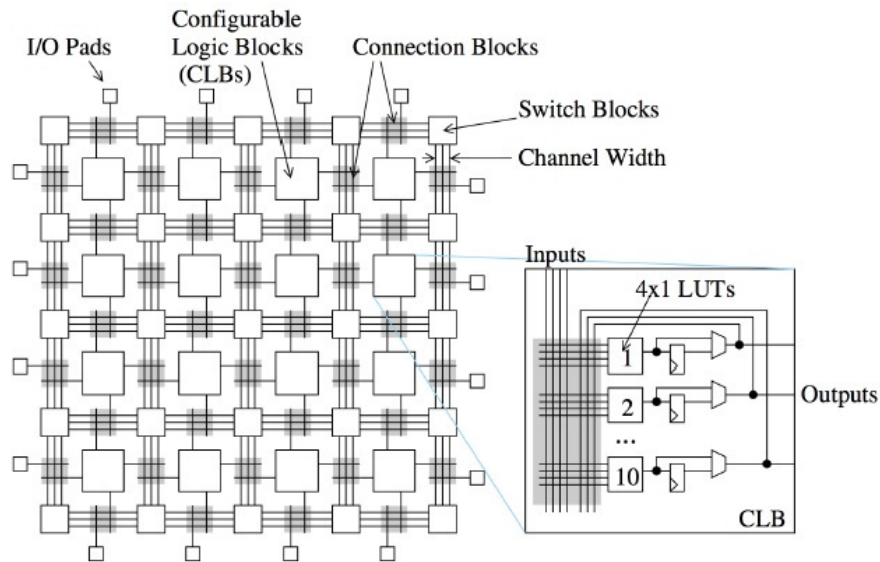 Configurable
Logic Blocks
(CLBs)
I/O Pads
Connection Blocks
Switch Blocks
Channel Width
Inputs
4x1 LUTs
1
2
...
10
Outputs
CLB